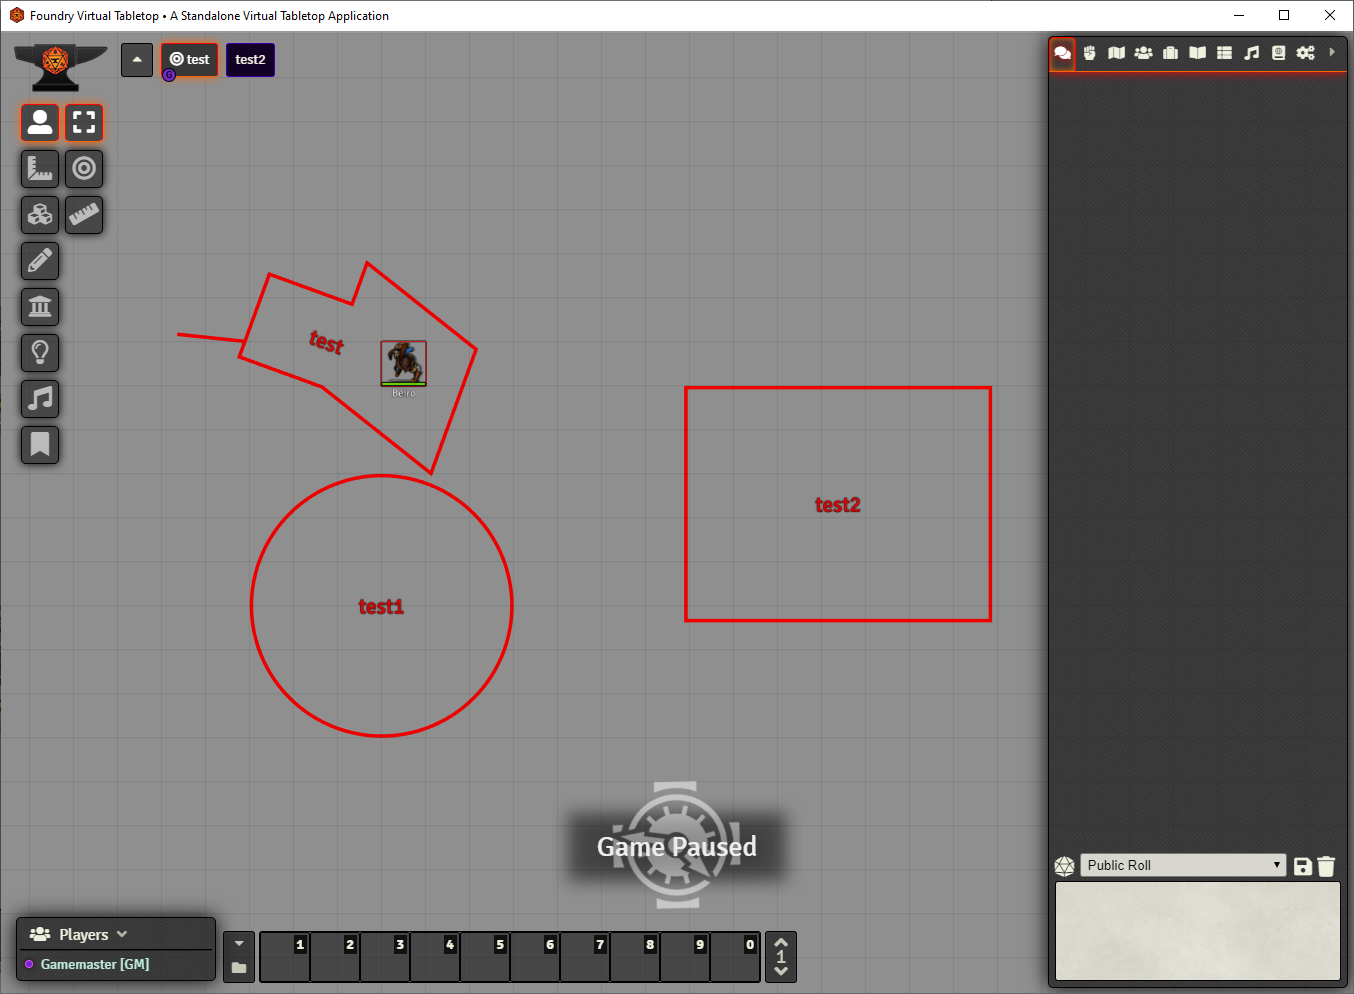 Foundry Virtual Tabletop • A Standalone Virtual Tabletop Application
test
test2
G
test
Beiro
test2
test1
Game Paused
Public Roll
Players
Gamemaster [GM]
1 2 3 4 5 6 7 8 9 0
1